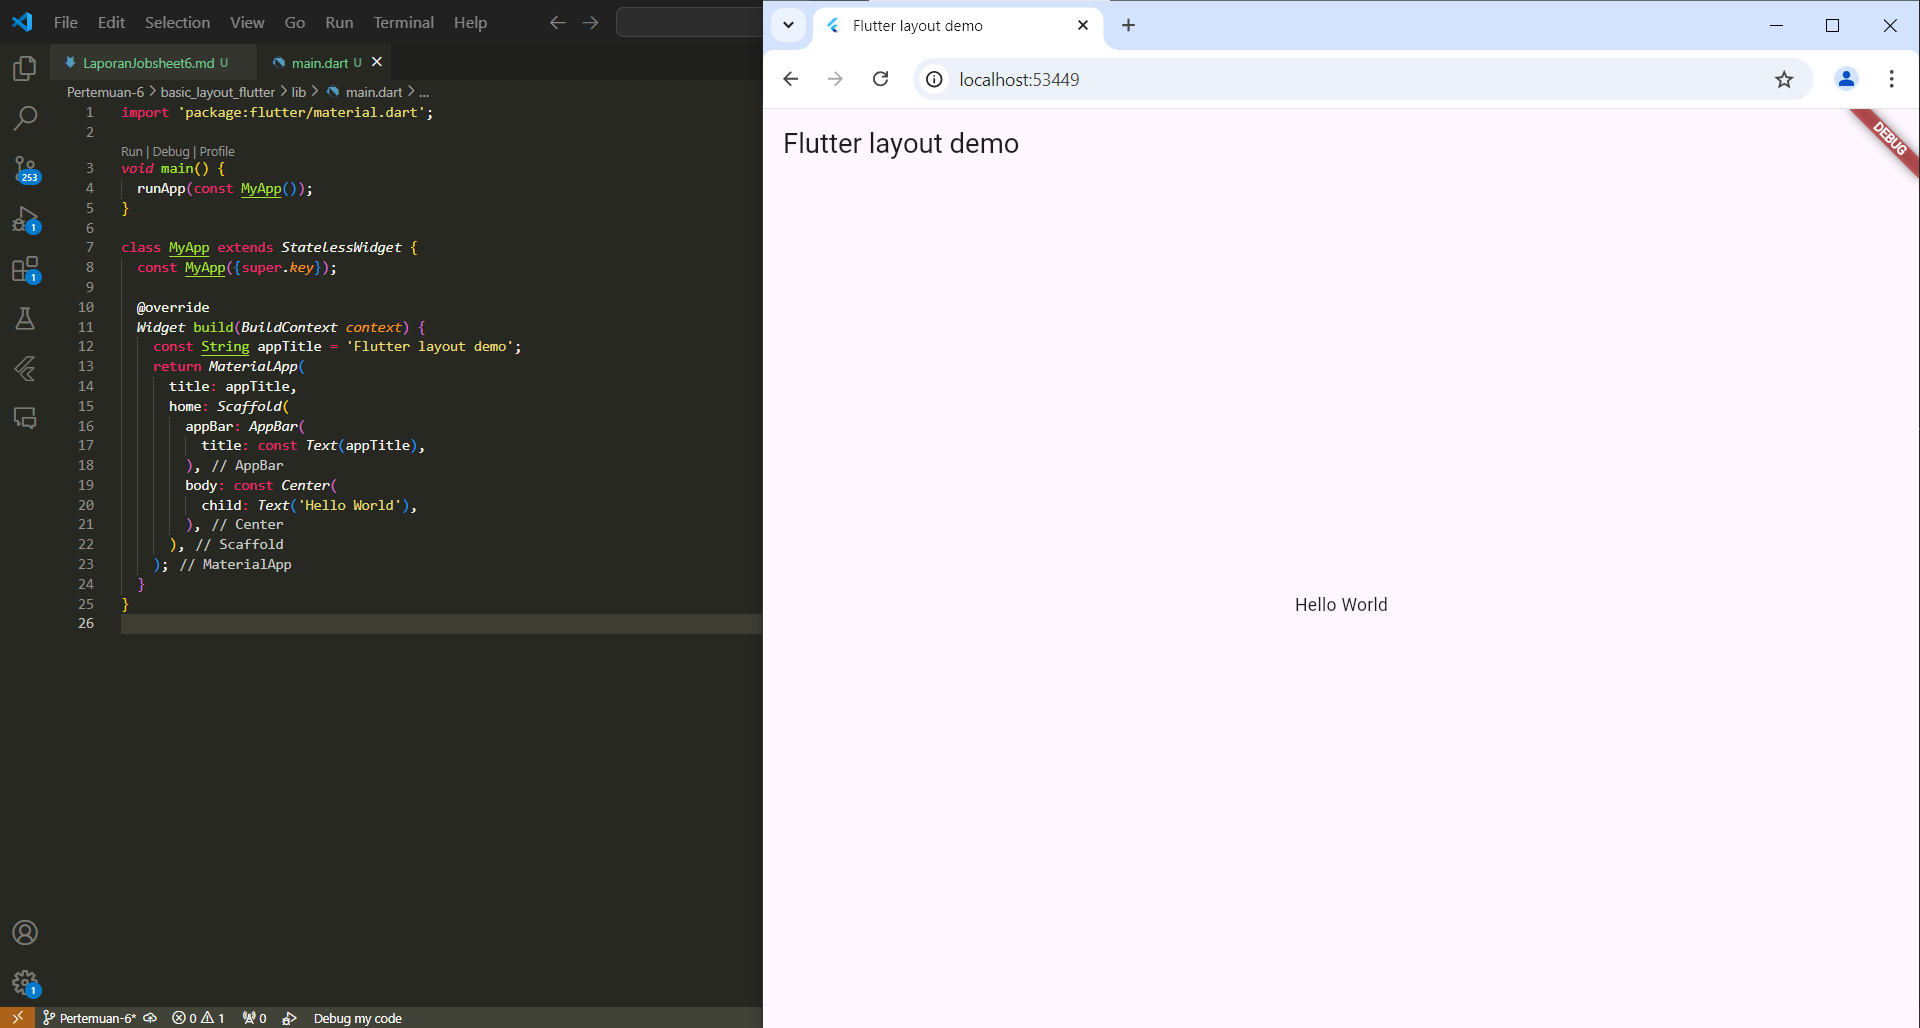 File Edit Selection View Go Run Terminal Help
LaporanJobsheet6.md U main.dart U
Pertemuan-6 > basic_layout_flutter > lib > main.dart > ...
1 import 'package:flutter/material.dart';
2
Run | Debug | Profile
3 void main() {
4 runApp(const MyApp());
5 }
6
7 class MyApp extends StatelessWidget {
8 const MyApp({super.key});
9
10 @override
11 Widget build(BuildContext context) {
12 const String appTitle = 'Flutter layout demo';
13 return MaterialApp(
14 title: appTitle,
15 home: Scaffold(
16 appBar: AppBar(
17 title: const Text(appTitle),
18 ), // AppBar
19 body: const Center(
20 child: Text('Hello World'),
21 ), // Center
22 ), // Scaffold
23 ); // MaterialApp
24 }
25 }
26
253
1
1
1
Pertemuan-6* 0 1 0 Debug my code
Flutter layout demo
localhost:53449
Flutter layout demo
DEBUG
Hello World